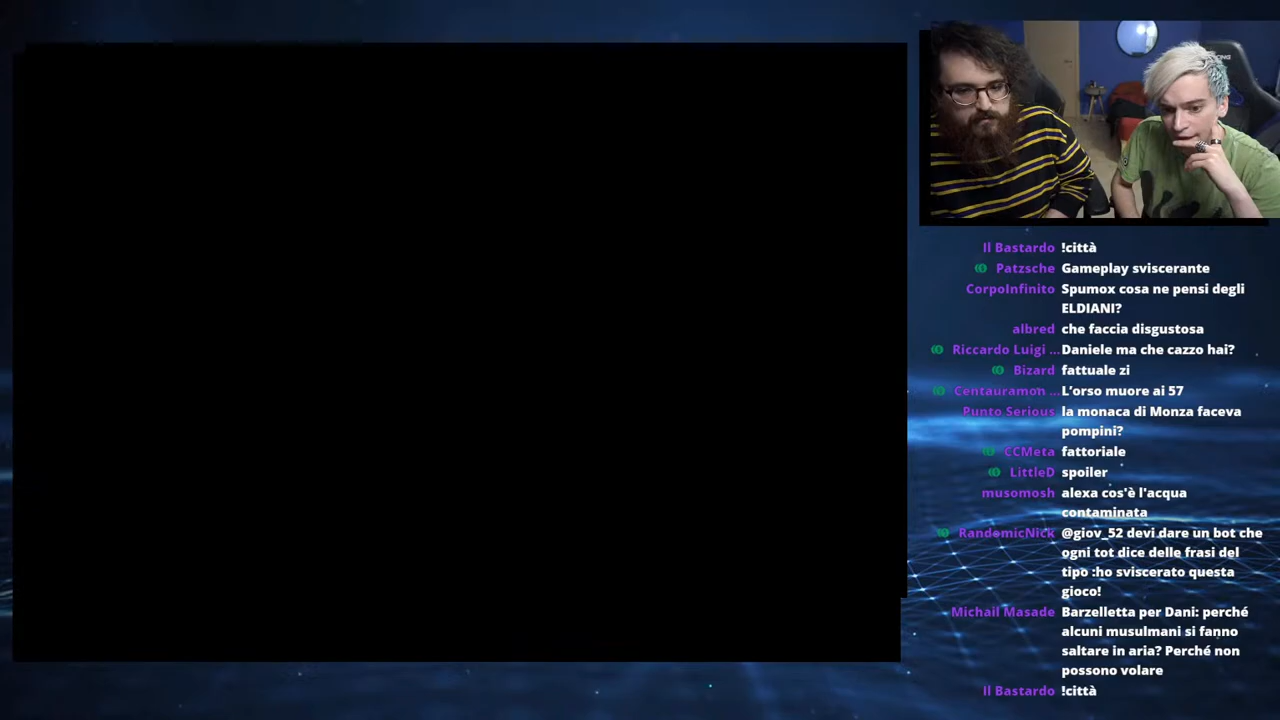 Il Bastardo !città
Patzsche Gameplay sviscerante
CorpoInfinito Spumox cosa ne pensi degli
ELDIANI?
albred che faccia disgustosa
Riccardo Luigi ... Daniele ma che cazzo hai?
Bizard fattuale zi
Centauramon ... L'orso muore ai 57
Punto Serious la monaca di Monza faceva
pompini?
CCMeta fattoriale
LittleD spoiler
musomosh alexa cos'è l'acqua
contaminata
RandomicNick @giov_52 devi dare un bot che
ogni tot dice delle frasi del
tipo :ho sviscerato questa
gioco!
Michail Masade Barzelletta per Dani: perché
alcuni musulmani si fanno
saltare in aria? Perché non
possono volare
Il Bastardo !città